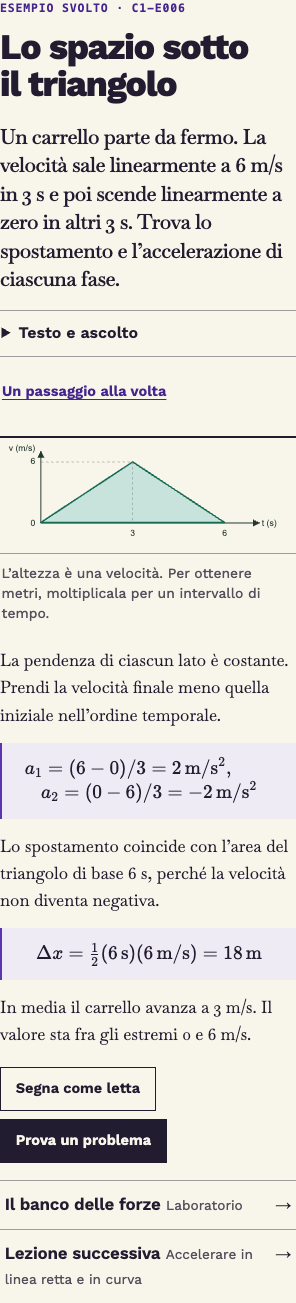 ESEMPIO SVOLTO · C1–E006
Lo spazio sotto
il triangolo
Un carrello parte da fermo. La
velocità sale linearmente a 6 m/s
in 3 s e poi scende linearmente a
zero in altri 3 s. Trova lo
spostamento e l’accelerazione di
ciascuna fase.
▶ Testo e ascolto
Un passaggio alla volta
v (m/s)
6
0
3
6
t (s)
L’altezza è una velocità. Per ottenere
metri, moltiplicala per un intervallo di
tempo.
La pendenza di ciascun lato è costante.
Prendi la velocità finale meno quella
iniziale nell’ordine temporale.
a₁ = (6 − 0)/3 = 2 m/s²,
a₂ = (0 − 6)/3 = −2 m/s²
Lo spostamento coincide con l’area del
triangolo di base 6 s, perché la velocità
non diventa negativa.
Δx = ½(6 s)(6 m/s) = 18 m
In media il carrello avanza a 3 m/s. Il
valore sta fra gli estremi 0 e 6 m/s.
Segna come letta
Prova un problema
Il banco delle forze Laboratorio →
Lezione successiva Accelerare in →
linea retta e in curva